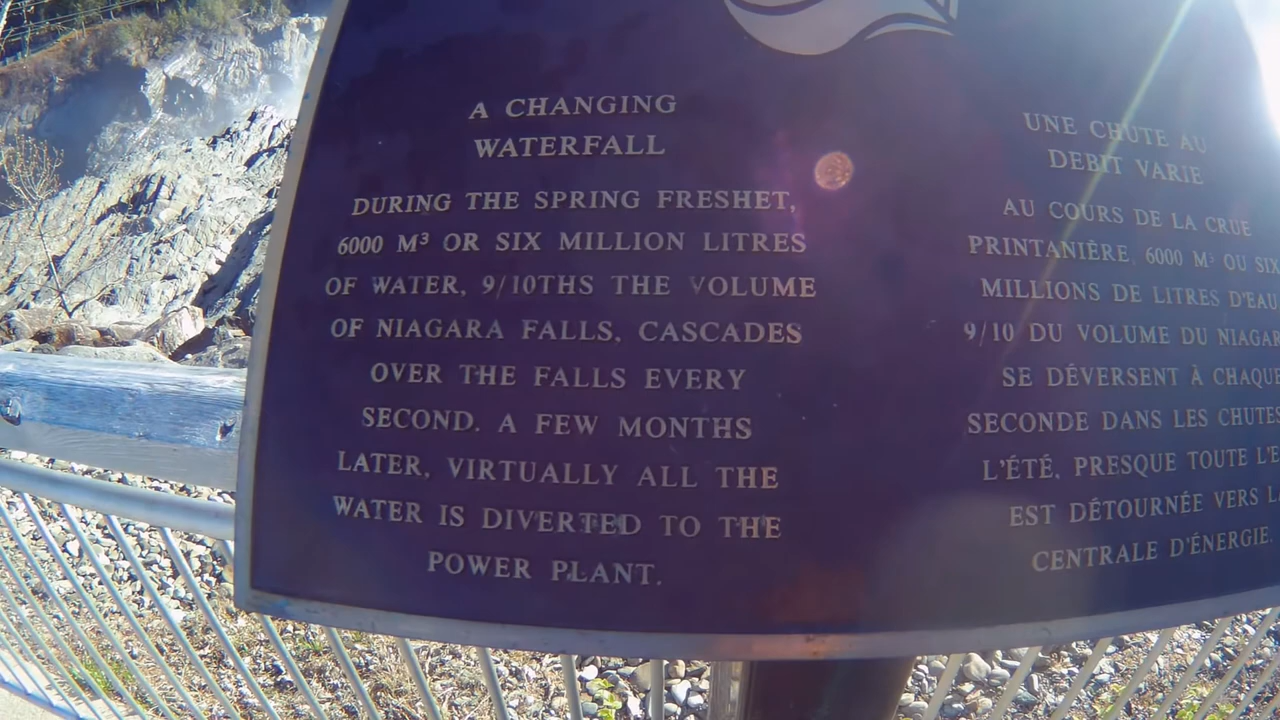 A CHANGING
WATERFALL
DURING THE SPRING FRESHET,
6000 M³ OR SIX MILLION LITRES
OF WATER, 9/10THS THE VOLUME
OF NIAGARA FALLS, CASCADES
OVER THE FALLS EVERY
SECOND. A FEW MONTHS
LATER, VIRTUALLY ALL THE
WATER IS DIVERTED TO THE
POWER PLANT.
UNE CHUTE AU
DEBIT VARIE
AU COURS DE LA CRUE
PRINTANIÈRE, 6000 M³ OU SIX
MILLIONS DE LITRES D'EAU
9/10 DU VOLUME DU NIAGAR
SE DÉVERSENT À CHAQUE
SECONDE DANS LES CHUTES
L'ÉTÉ, PRESQUE TOUTE L'E
EST DÉTOURNÉE VERS LA
CENTRALE D'ÉNERGIE.